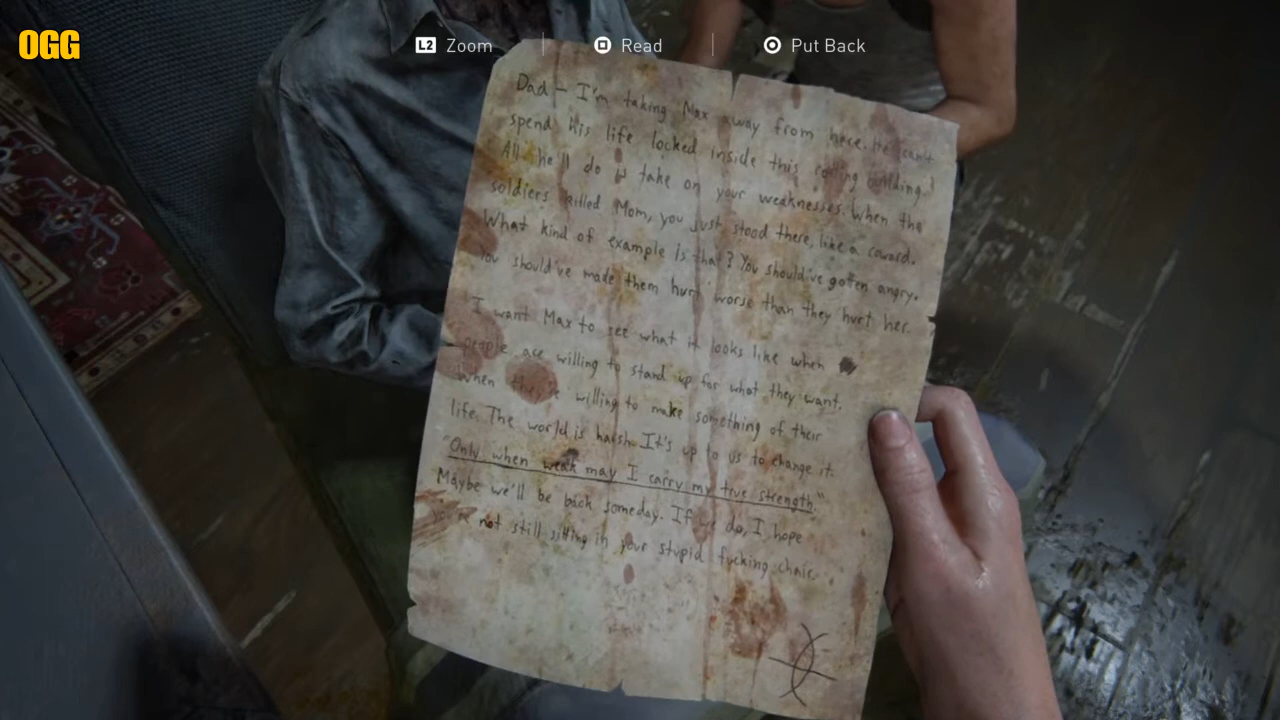 OGG
L2 Zoom
Read
Put Back
Dad – I'm taking Max away from here. He can't
spend his life locked inside this rotting building!
All he'll do is take on your weaknesses. When the
soldiers killed Mom, you just stood there, like a coward.
What kind of example is that? You should've gotten angry.
You should've made them hurt worse than they hurt her.
I want Max to see what it looks like when
people are willing to stand up for what they want.
When they're willing to make something of their
life. The world is harsh. It's up to us to change it.
"Only when weak may I carry my true strength."
Maybe we'll be back someday. If we do, I hope
you're not still sitting in your stupid fucking chair.